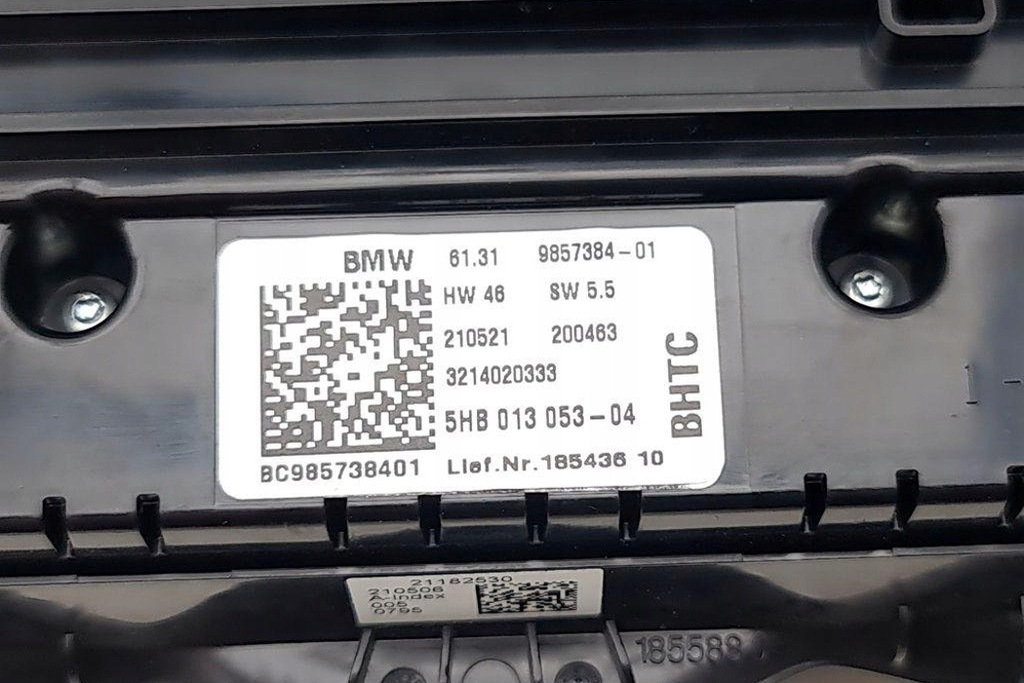 BMW 61.31 9857384-01
HW 46 SW 5.5
210521 200463
3214020333
5HB 013 053-04
BHTC
BC985738401 Lief.Nr.185436 10
21182530
210506
A-Index
005
0795
185588